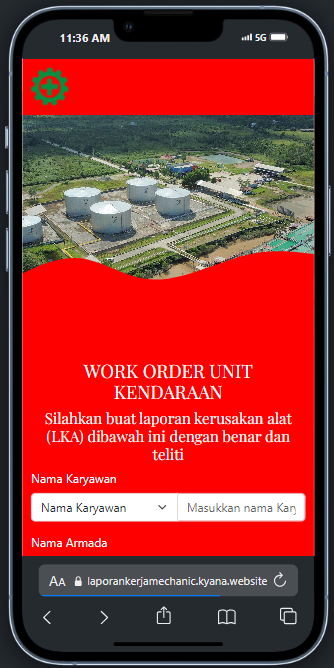 11:36 AM
5G
WORK ORDER UNIT
KENDARAAN
Silahkan buat laporan kerusakan alat
(LKA) dibawah ini dengan benar dan
teliti
Nama Karyawan
Nama Karyawan Masukkan nama Kary
Nama Armada
AA laporankerjamechanic.kyana.website